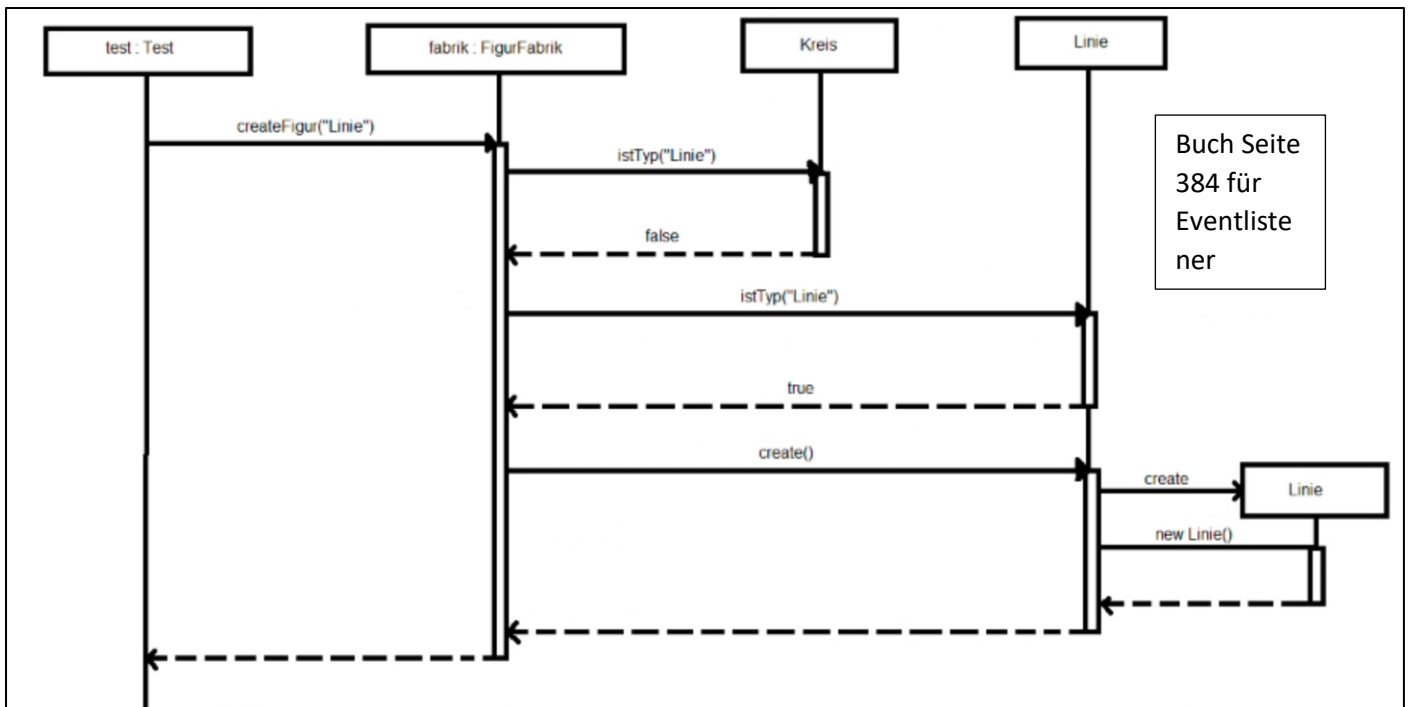 test : Test
fabrik : FigurFabrik
Kreis
Linie
createFigur("Linie")
istTyp("Linie")
false
istTyp("Linie")
true
create()
create
Linie
new Linie()
Buch Seite
384 für
Eventliste
ner